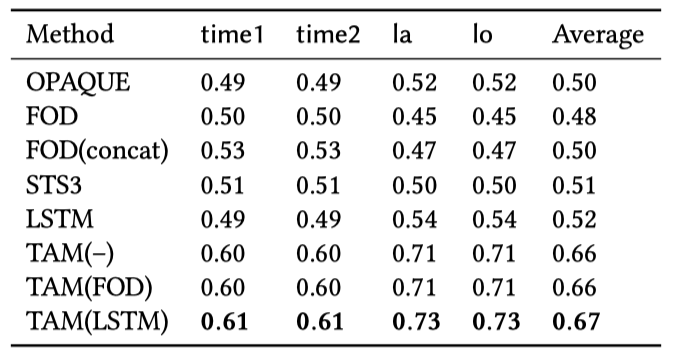 Method time1 time2 la lo Average
OPAQUE 0.49 0.49 0.52 0.52 0.50
FOD 0.50 0.50 0.45 0.45 0.48
FOD(concat) 0.53 0.53 0.47 0.47 0.50
STS3 0.51 0.51 0.50 0.50 0.51
LSTM 0.49 0.49 0.54 0.54 0.52
TAM(–) 0.60 0.60 0.71 0.71 0.66
TAM(FOD) 0.60 0.60 0.71 0.71 0.66
TAM(LSTM) 0.61 0.61 0.73 0.73 0.67